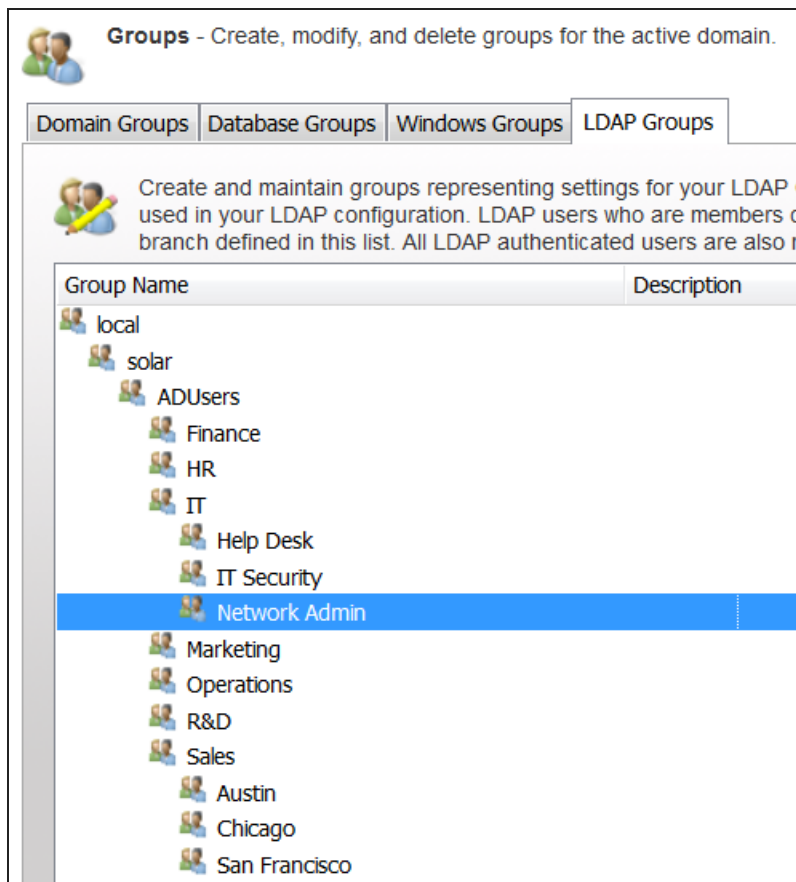 Groups - Create, modify, and delete groups for the active domain.
Domain Groups Database Groups Windows Groups LDAP Groups
Create and maintain groups representing settings for your LDAP
used in your LDAP configuration. LDAP users who are members
branch defined in this list. All LDAP authenticated users are also
Group Name Description
local
solar
ADUsers
Finance
HR
IT
Help Desk
IT Security
Network Admin
Marketing
Operations
R&D
Sales
Austin
Chicago
San Francisco